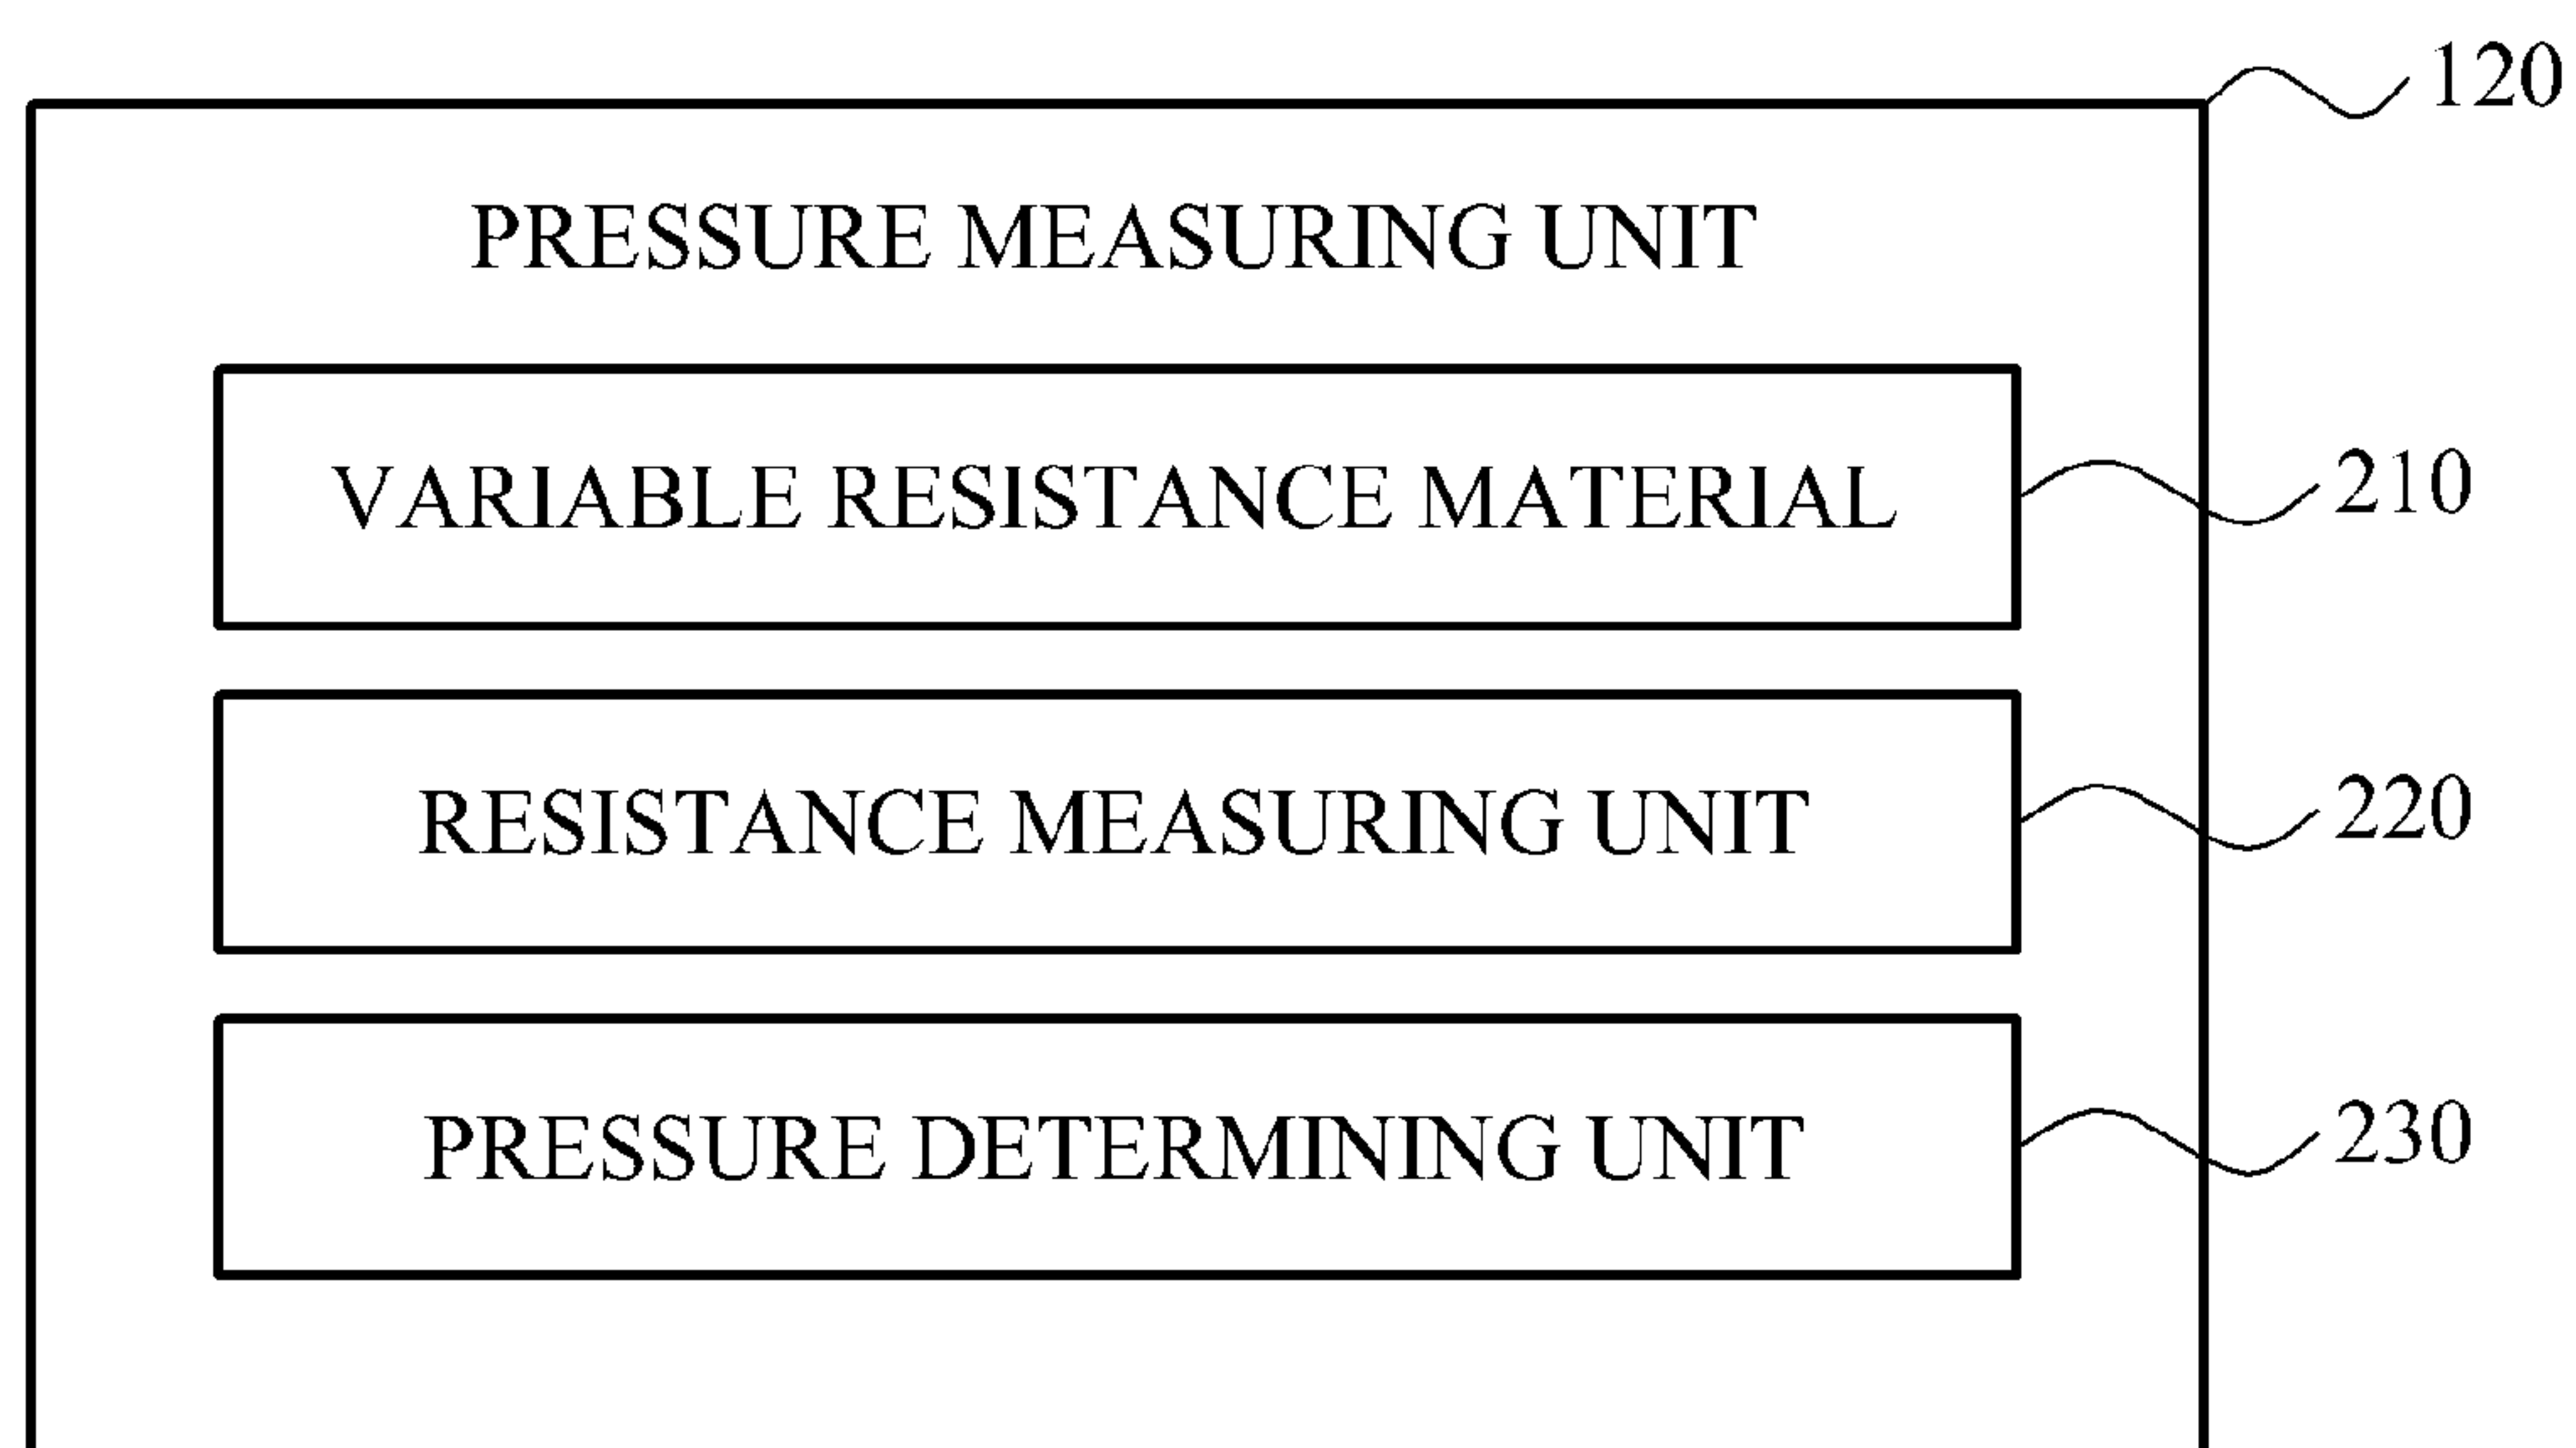 120
PRESSURE MEASURING UNIT
VARIABLE RESISTANCE MATERIAL
210
RESISTANCE MEASURING UNIT
220
PRESSURE DETERMINING UNIT
230